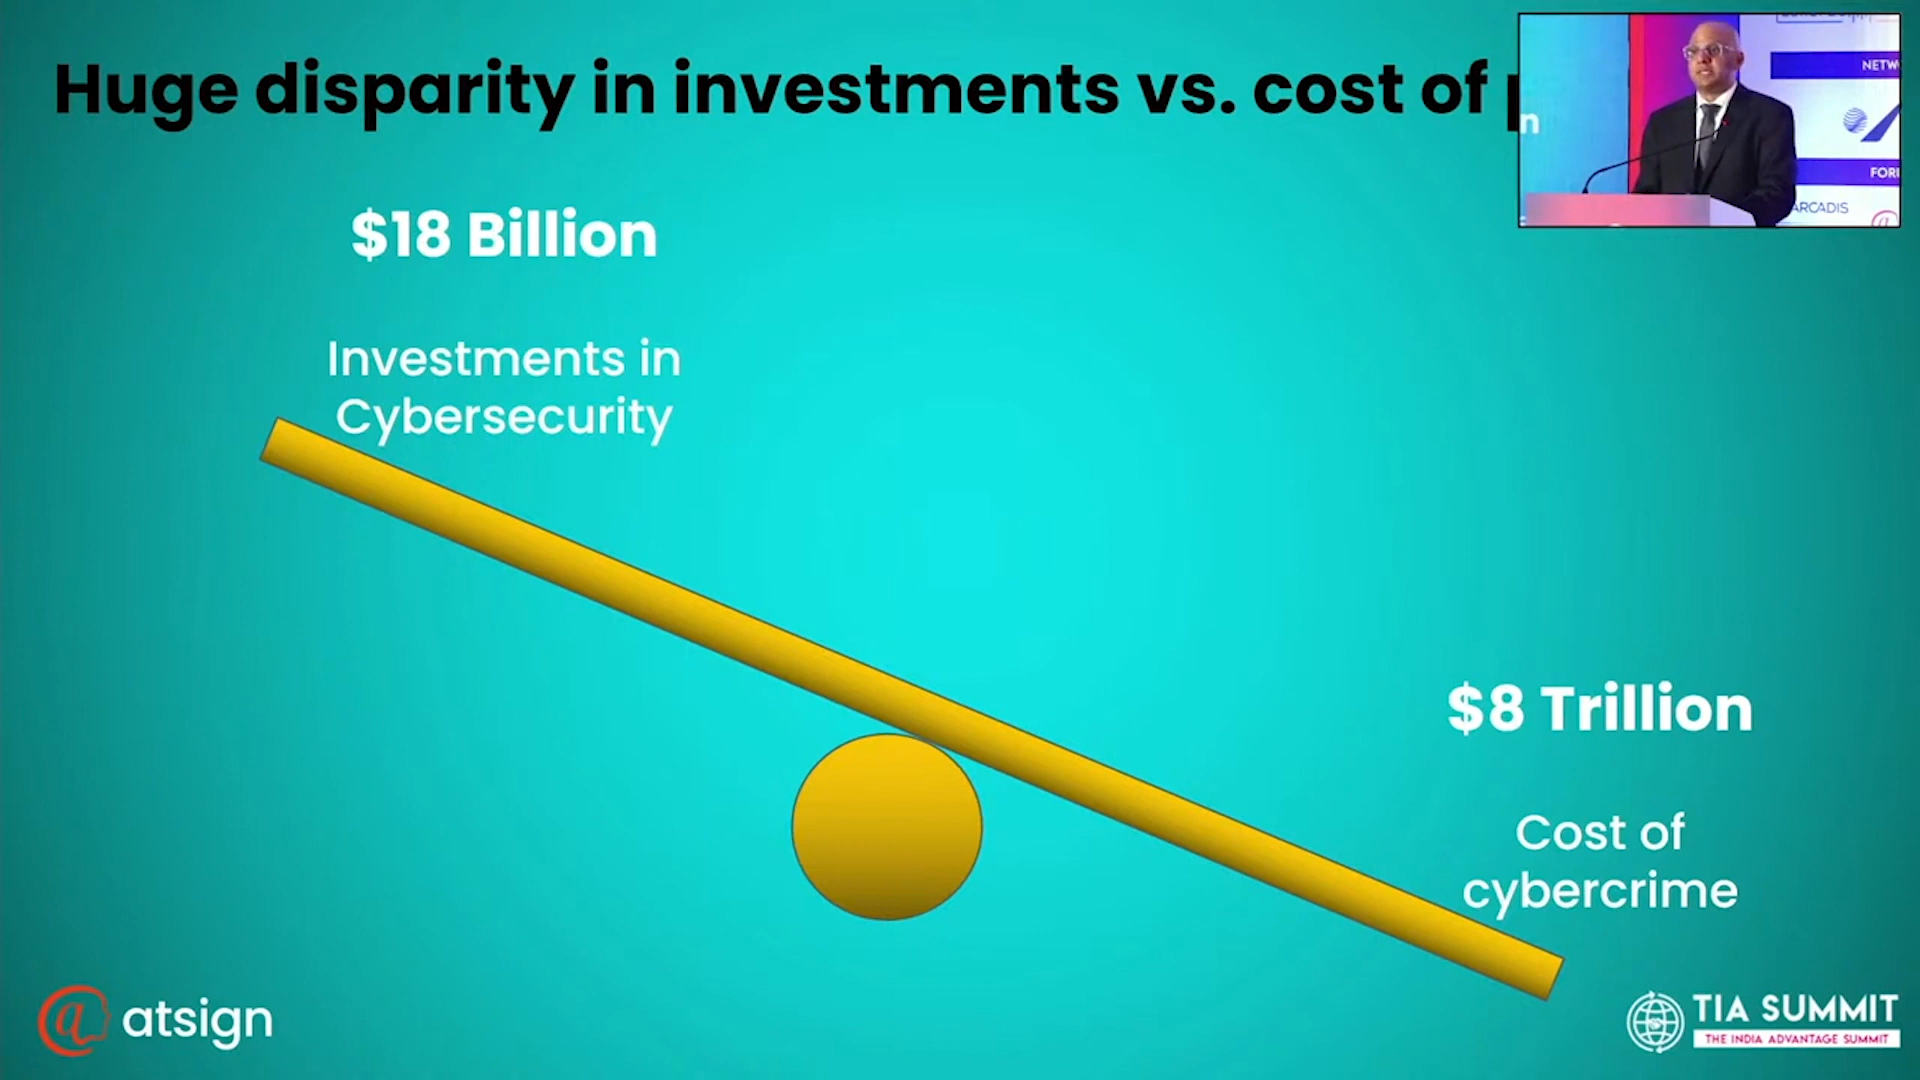 Huge disparity in investments vs. cost of
$18 Billion
Investments in
Cybersecurity
$8 Trillion
Cost of
cybercrime
@ atsign
TIA SUMMIT
THE INDIA ADVANTAGE SUMMIT
ARCADIS